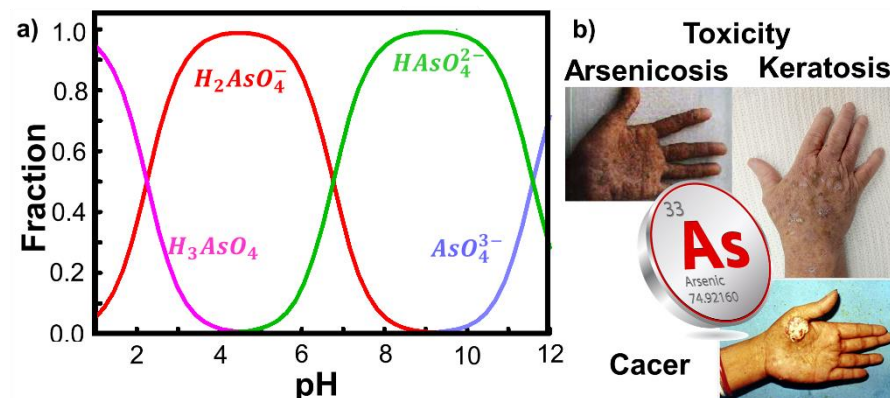 a)
1.0
0.8
0.6
0.4
0.2
0.0
Fraction
H₂AsO₄⁻
HAsO₄²⁻
H₃AsO₄
AsO₄³⁻
2 4 6 8 10 12
pH
b)
Toxicity
Arsenicosis Keratosis
33
As
Arsenic
74.92160
Cacer